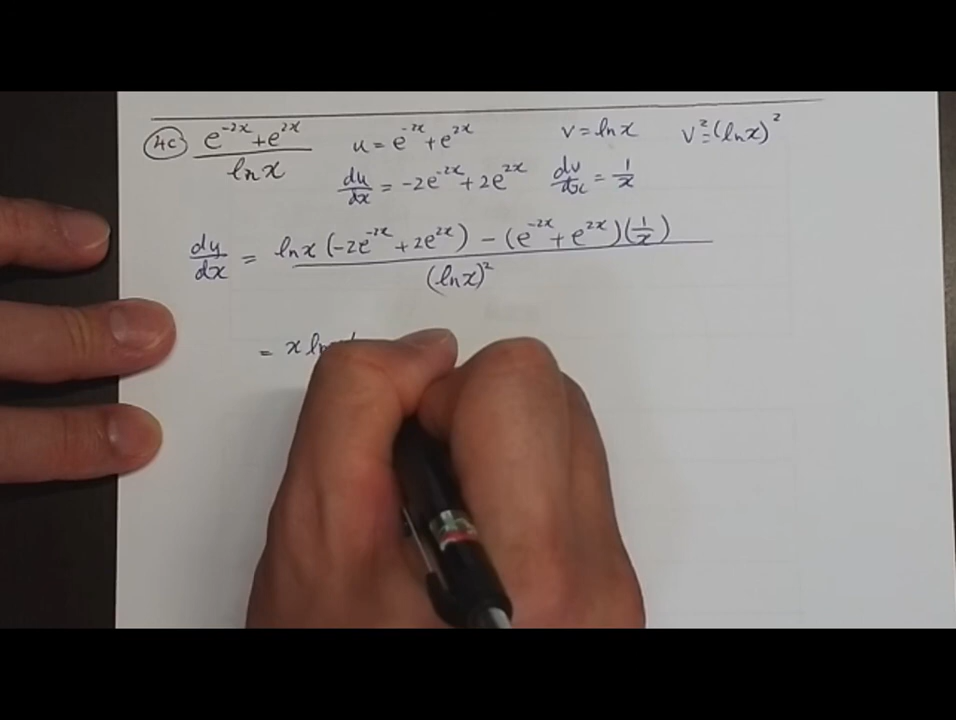 4c e^{-2x}+e^{2x} / ln x u = e^{-2x}+e^{2x} v = ln x v^2 = (ln x)^2
du/dx = -2e^{-2x}+2e^{2x} dv/dx = 1/x
dy/dx = ln x (-2e^{-2x}+2e^{2x}) - (e^{-2x}+e^{2x})(1/x) / (ln x)^2
= x